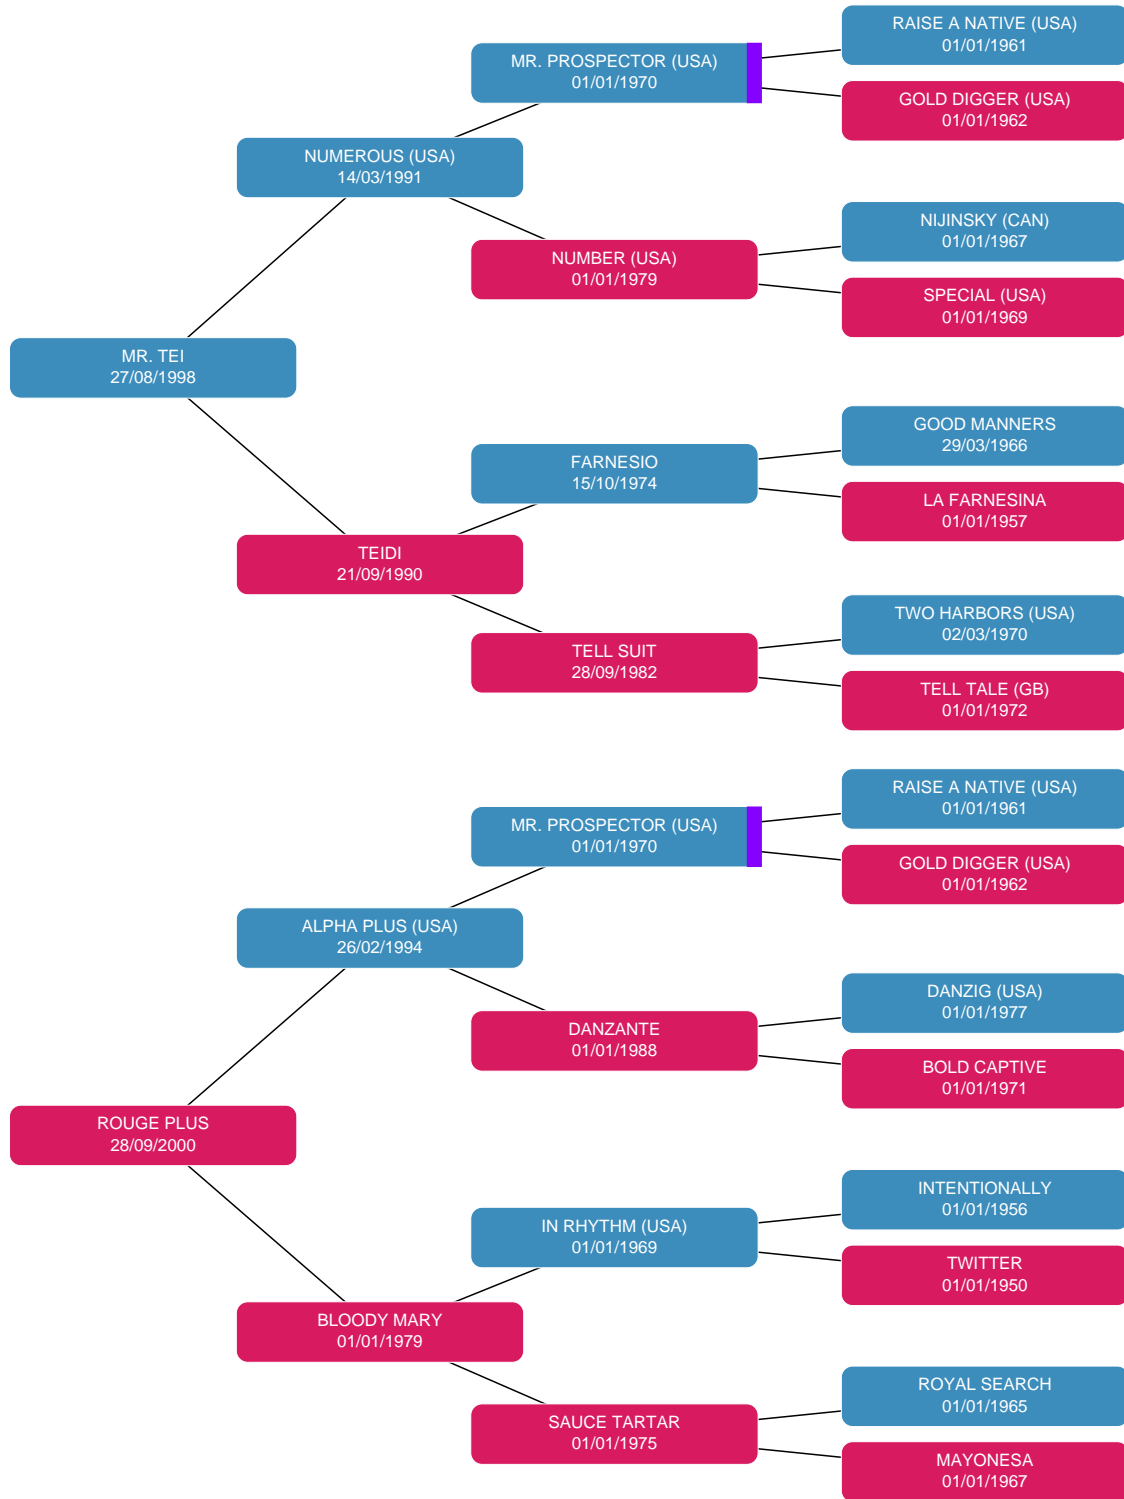 RAISE A NATIVE (USA)
01/01/1961
MR. PROSPECTOR (USA)
01/01/1970
GOLD DIGGER (USA)
01/01/1962
NUMEROUS (USA)
14/03/1991
NIJINSKY (CAN)
01/01/1967
NUMBER (USA)
01/01/1979
SPECIAL (USA)
01/01/1969
MR. TEI
27/08/1998
GOOD MANNERS
29/03/1966
FARNESIO
15/10/1974
LA FARNESINA
01/01/1957
TEIDI
21/09/1990
TWO HARBORS (USA)
02/03/1970
TELL SUIT
28/09/1982
TELL TALE (GB)
01/01/1972
RAISE A NATIVE (USA)
01/01/1961
MR. PROSPECTOR (USA)
01/01/1970
GOLD DIGGER (USA)
01/01/1962
ALPHA PLUS (USA)
26/02/1994
DANZIG (USA)
01/01/1977
DANZANTE
01/01/1988
BOLD CAPTIVE
01/01/1971
ROUGE PLUS
28/09/2000
INTENTIONALLY
01/01/1956
IN RHYTHM (USA)
01/01/1969
TWITTER
01/01/1950
BLOODY MARY
01/01/1979
ROYAL SEARCH
01/01/1965
SAUCE TARTAR
01/01/1975
MAYONESA
01/01/1967